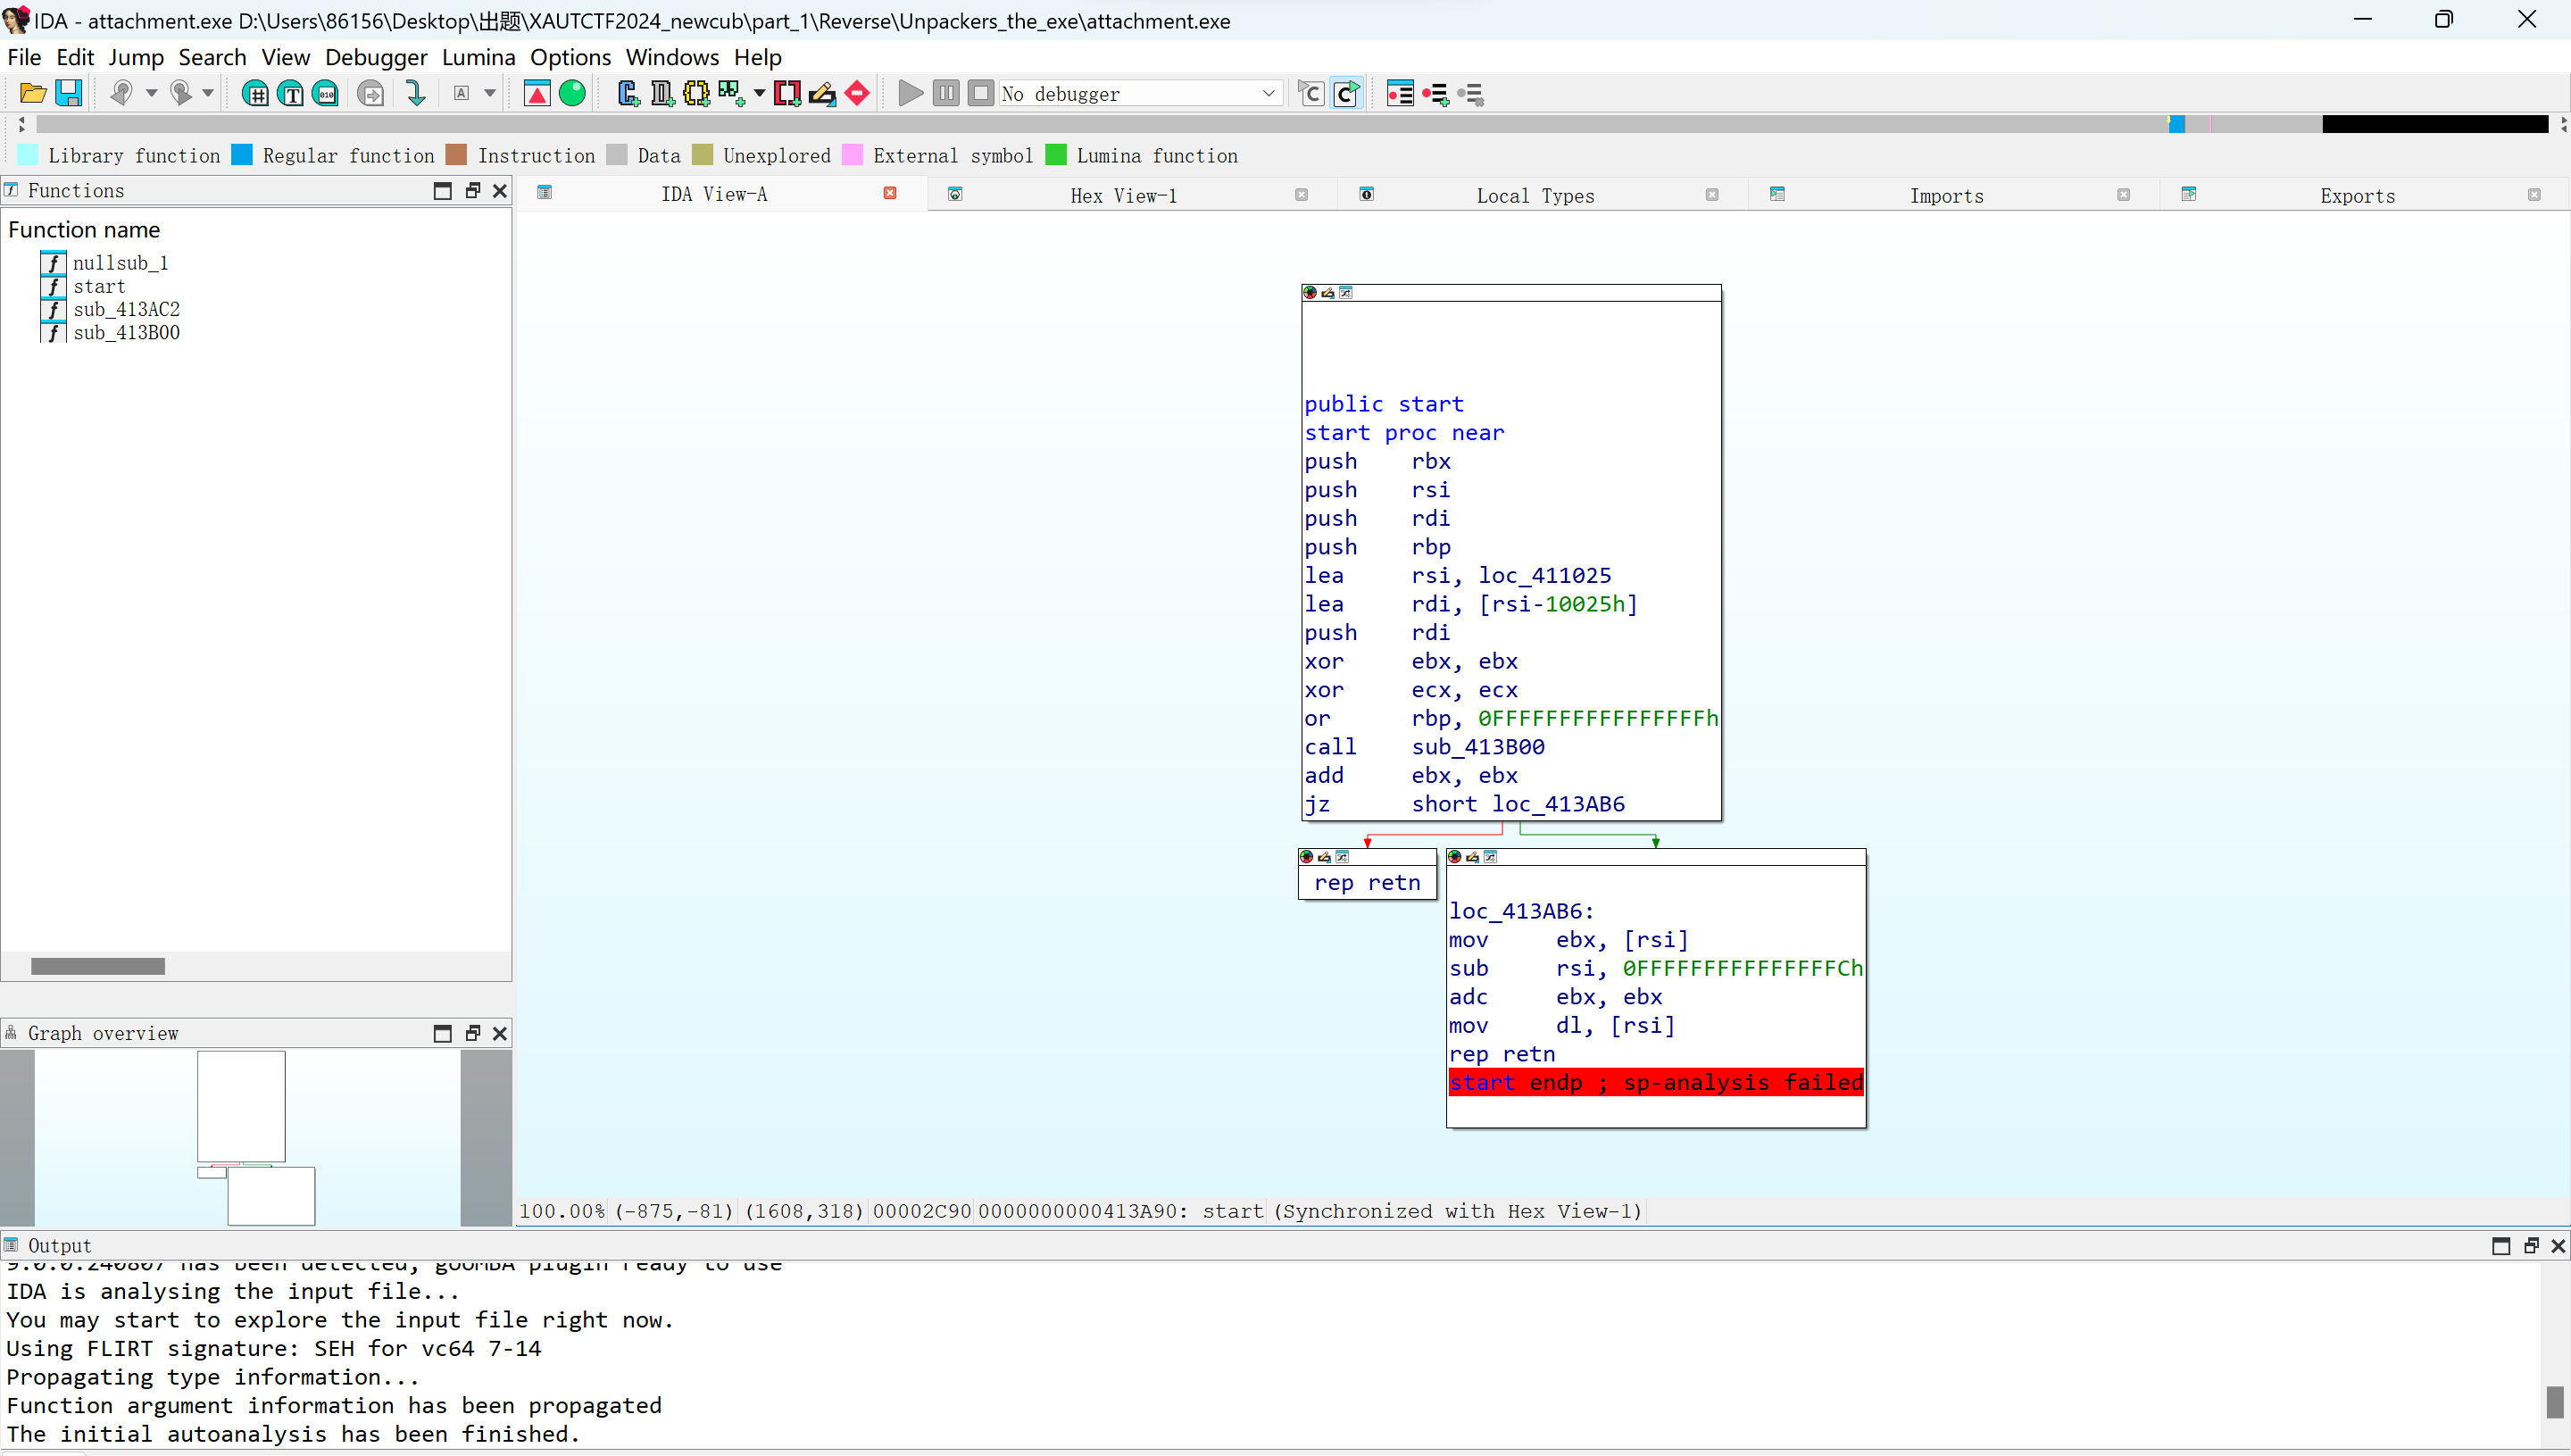 IDA - attachment.exe D:\Users\86156\Desktop\出题\XAUTCTF2024_newcub\part_1\Reverse\Unpackers_the_exe\attachment.exe
File Edit Jump Search View Debugger Lumina Options Windows Help
No debugger
Library function Regular function Instruction Data Unexplored External symbol Lumina function
Functions
Function name
nullsub_1
start
sub_413AC2
sub_413B00
IDA View-A Hex View-1 Local Types Imports Exports
public start
start proc near
push rbx
push rsi
push rdi
push rbp
lea rsi, loc_411025
lea rdi, [rsi-10025h]
push rdi
xor ebx, ebx
xor ecx, ecx
or rbp, 0FFFFFFFFFFFFFFFFh
call sub_413B00
add ebx, ebx
jz short loc_413AB6
rep retn
loc_413AB6:
mov ebx, [rsi]
sub rsi, 0FFFFFFFFFFFFFFFCh
adc ebx, ebx
mov dl, [rsi]
rep retn
start endp ; sp-analysis failed
Graph overview
100.00% (-875,-81) (1608,318) 00002C90 0000000000413A90: start (Synchronized with Hex View-1)
Output
9.0.0.240807 has been detected, gooMBA plugin ready to use
IDA is analysing the input file...
You may start to explore the input file right now.
Using FLIRT signature: SEH for vc64 7-14
Propagating type information...
Function argument information has been propagated
The initial autoanalysis has been finished.